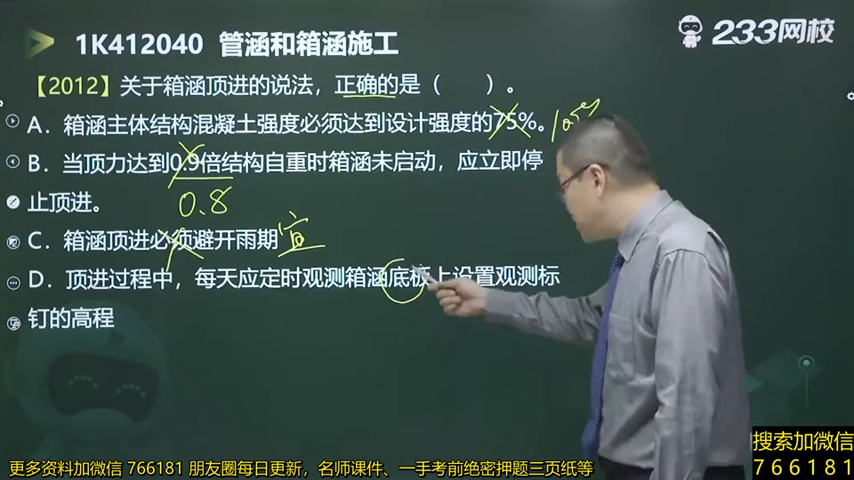 1K412040 管涵和箱涵施工
233网校
【2012】关于箱涵顶进的说法，正确的是（ ）。
A．箱涵主体结构混凝土强度必须达到设计强度的75%。
B．当顶力达到0.9倍结构自重时箱涵未启动，应立即停
止顶进。
0.8
C．箱涵顶进必须避开雨期 宜
D．顶进过程中，每天应定时观测箱涵底板上设置观测标
钉的高程
搜索加微信
766181
更多资料加微信 766181 朋友圈每日更新，名师课件、一手考前绝密押题三页纸等